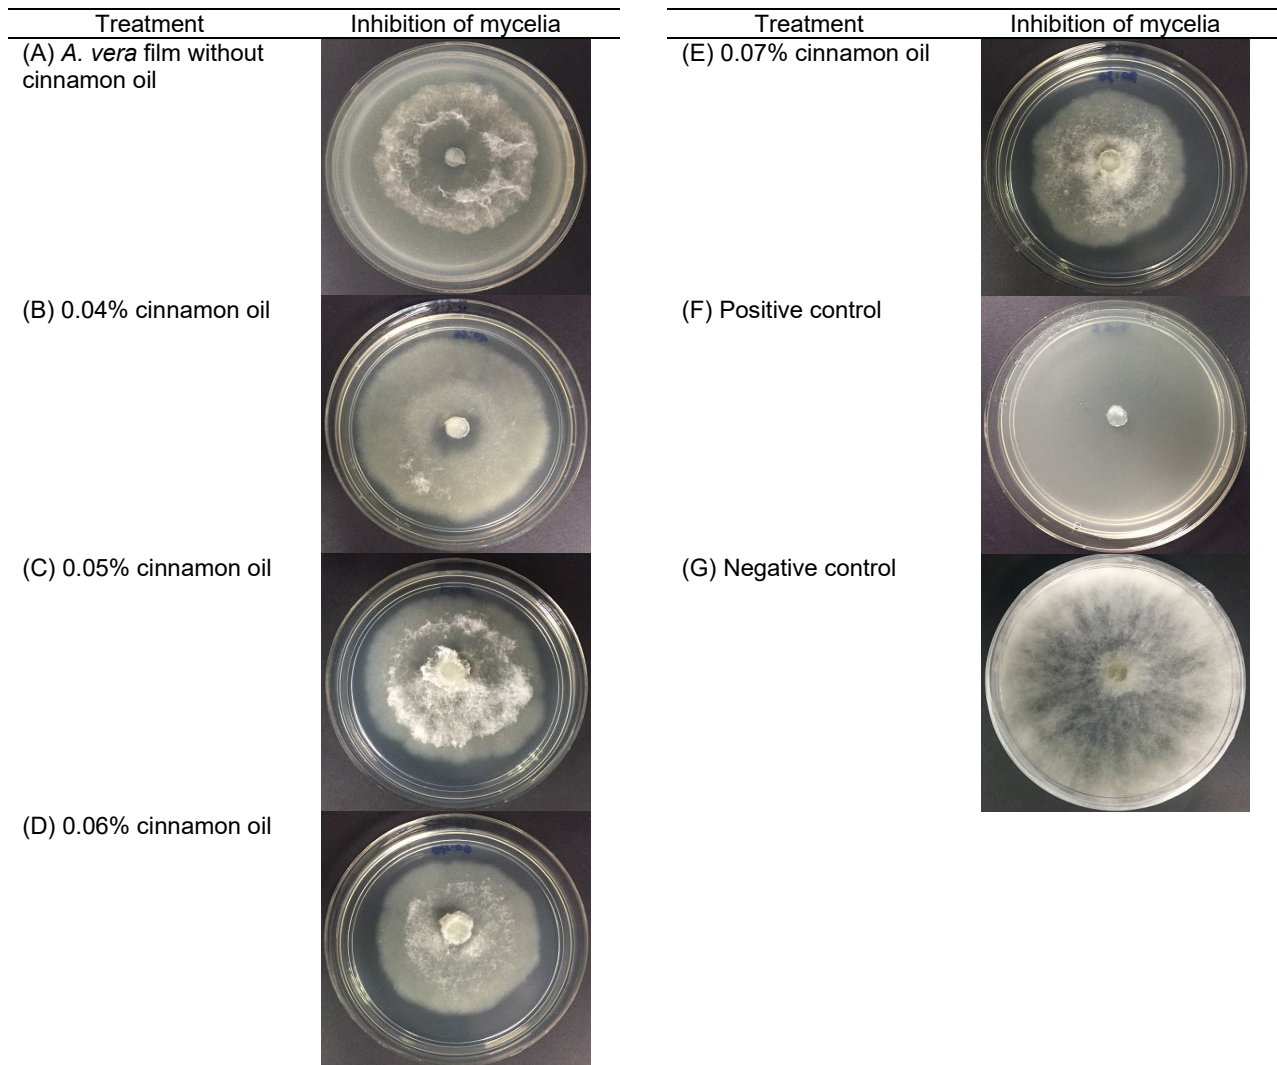 Treatment Inhibition of mycelia
(A) A. vera film without
cinnamon oil
(B) 0.04% cinnamon oil
(C) 0.05% cinnamon oil
(D) 0.06% cinnamon oil
Treatment Inhibition of mycelia
(E) 0.07% cinnamon oil
(F) Positive control
(G) Negative control